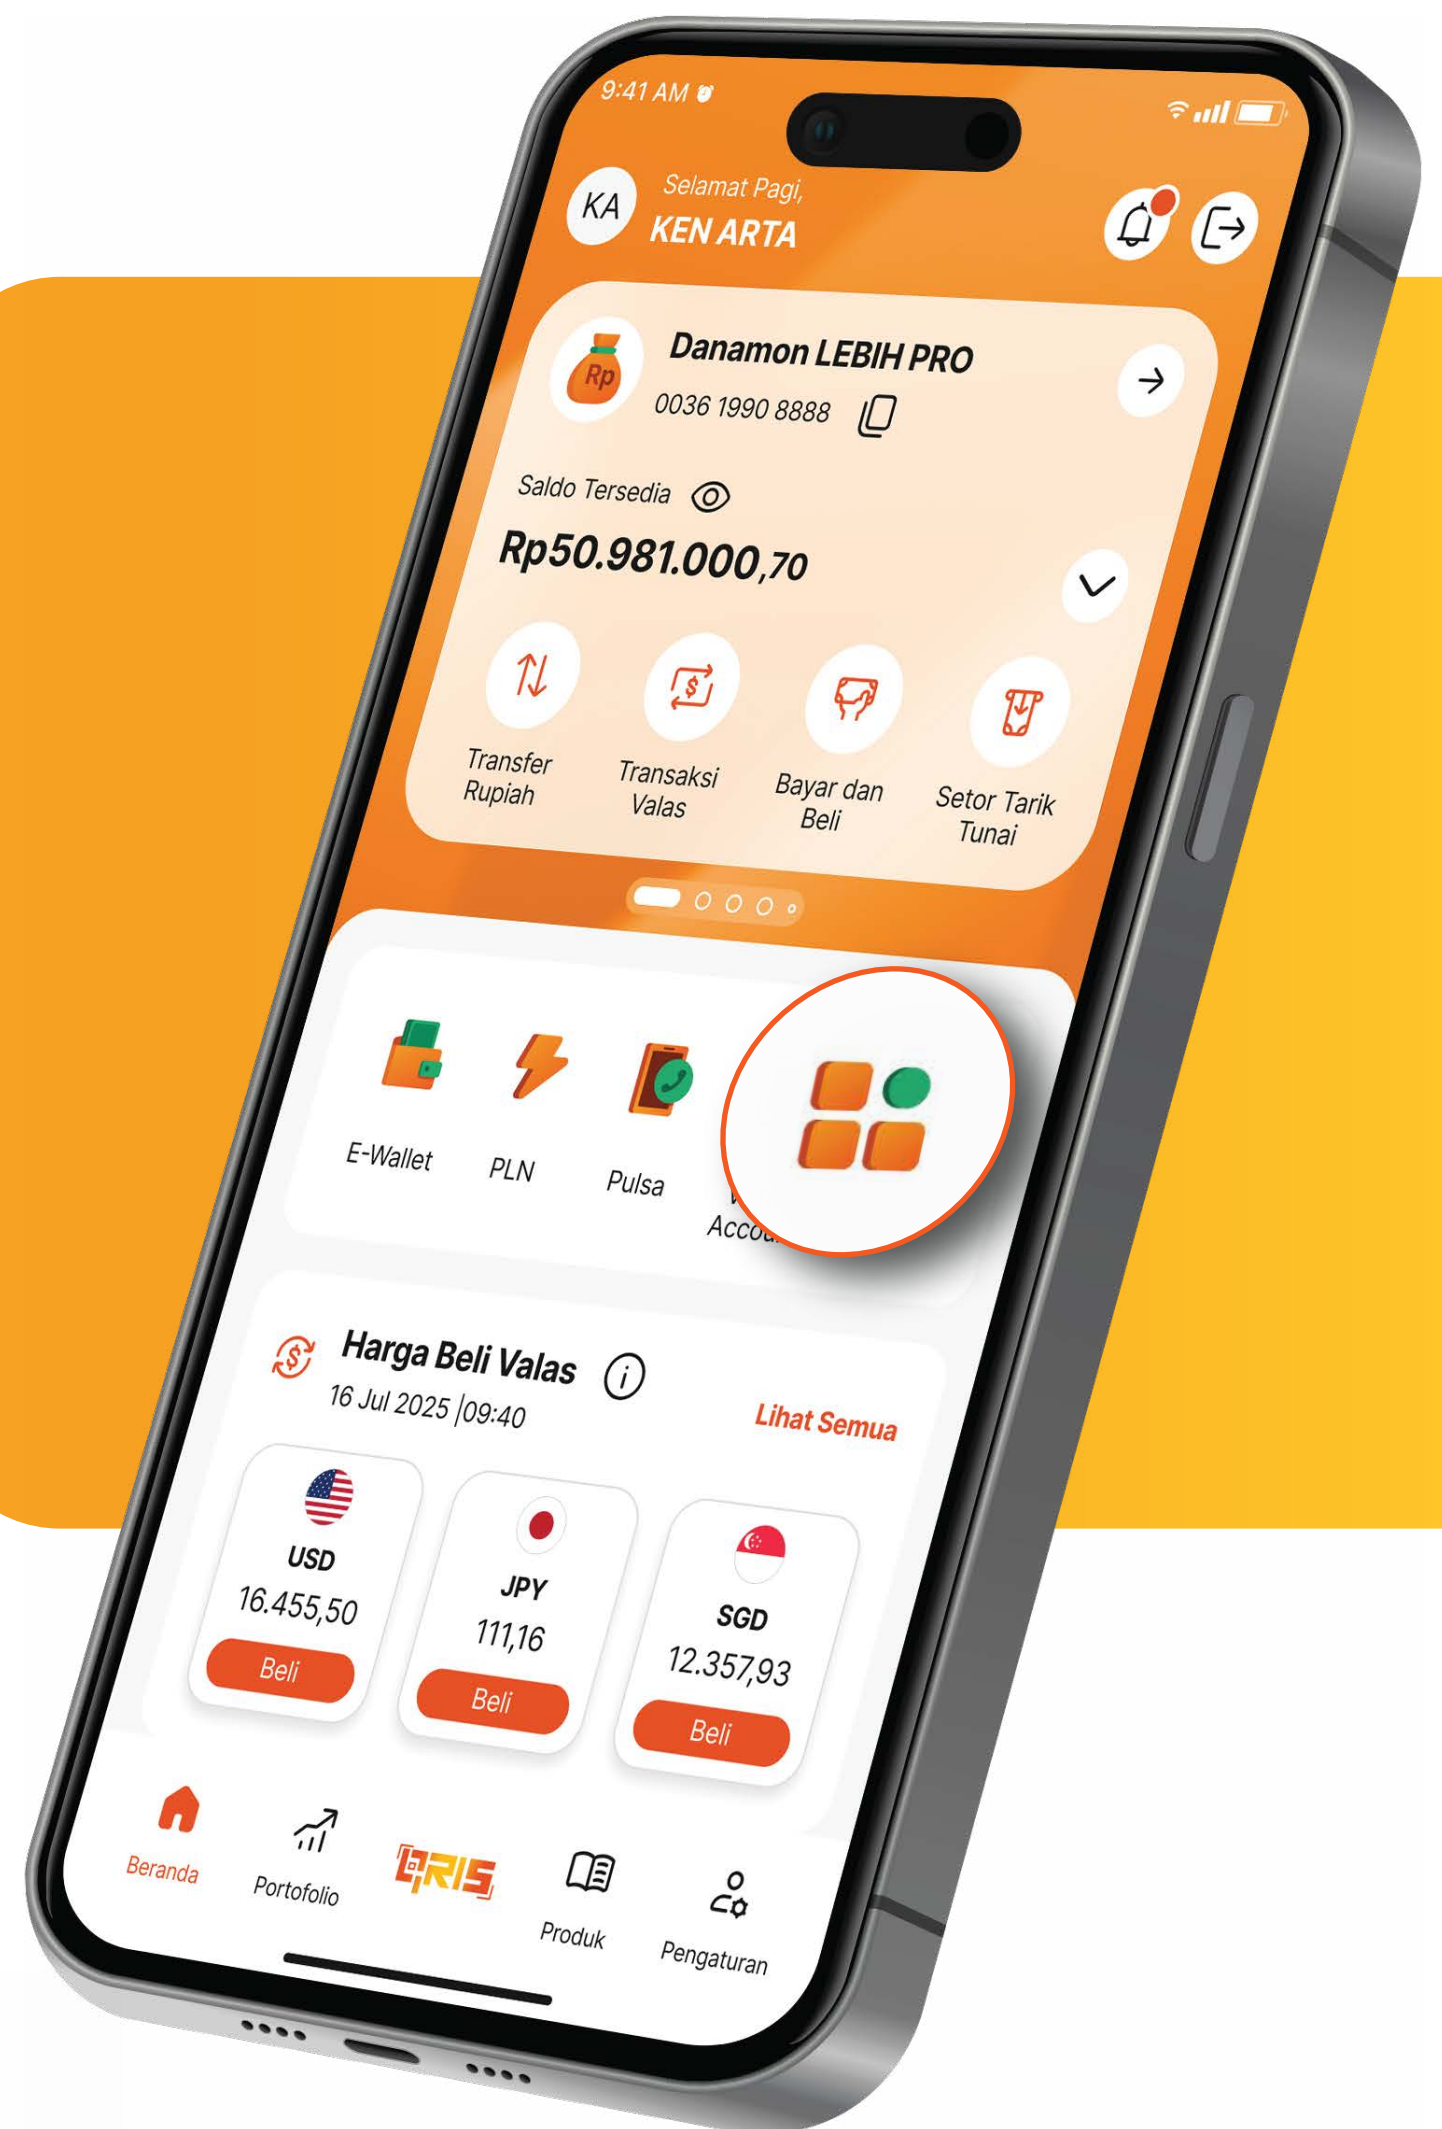 9:41 AM
KA
Selamat Pagi,
KEN ARTA
Danamon LEBIH PRO
Rp
0036 1990 8888
Saldo Tersedia
Rp50.981.000,70
Transfer
Rupiah
Transaksi
Valas
Bayar dan
Beli
Setor Tarik
Tunai
E-Wallet
PLN
Pulsa
Harga Beli Valas
16 Jul 2025 |09:40
Lihat Semua
USD
16.455,50
Beli
JPY
111,16
Beli
SGD
12.357,93
Beli
Beranda
Portofolio
QRIS
Produk
Pengaturan